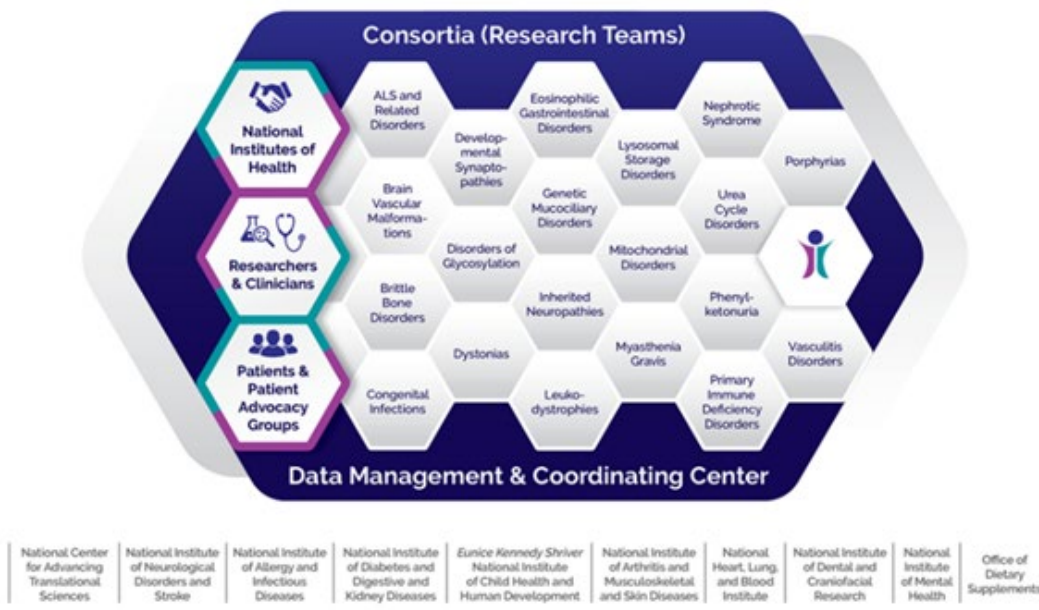 Consortia (Research Teams)
National
Institutes of
Health
Researchers
& Clinicians
Patients &
Patient
Advocacy
Groups
ALS and
Related
Disorders
Brain
Vascular
Malforma-
tions
Brittle
Bone
Disorders
Congenital
Infections
Develop-
mental
Synapto-
pathies
Disorders of
Glycosylation
Dystonias
Eosinophilic
Gastrointestinal
Disorders
Genetic
Mucociliary
Disorders
Inherited
Neuropathies
Leuko-
dystrophies
Lysosomal
Storage
Disorders
Mitochondrial
Disorders
Myasthenia
Gravis
Nephrotic
Syndrome
Urea
Cycle
Disorders
Phenyl-
ketonuria
Primary
Immune
Deficiency
Disorders
Porphyrias
Vasculitis
Disorders
Data Management & Coordinating Center
National Center
for Advancing
Translational
Sciences
National Institute
of Neurological
Disorders and
Stroke
National Institute
of Allergy and
Infectious
Diseases
National Institute
of Diabetes and
Digestive and
Kidney Diseases
Eunice Kennedy Shriver
National Institute
of Child Health and
Human Development
National Institute
of Arthritis and
Musculoskeletal
and Skin Diseases
National
Heart, Lung,
and Blood
Institute
National Institute
of Dental and
Craniofacial
Research
National
Institute
of Mental
Health
Office of
Dietary
Supplements